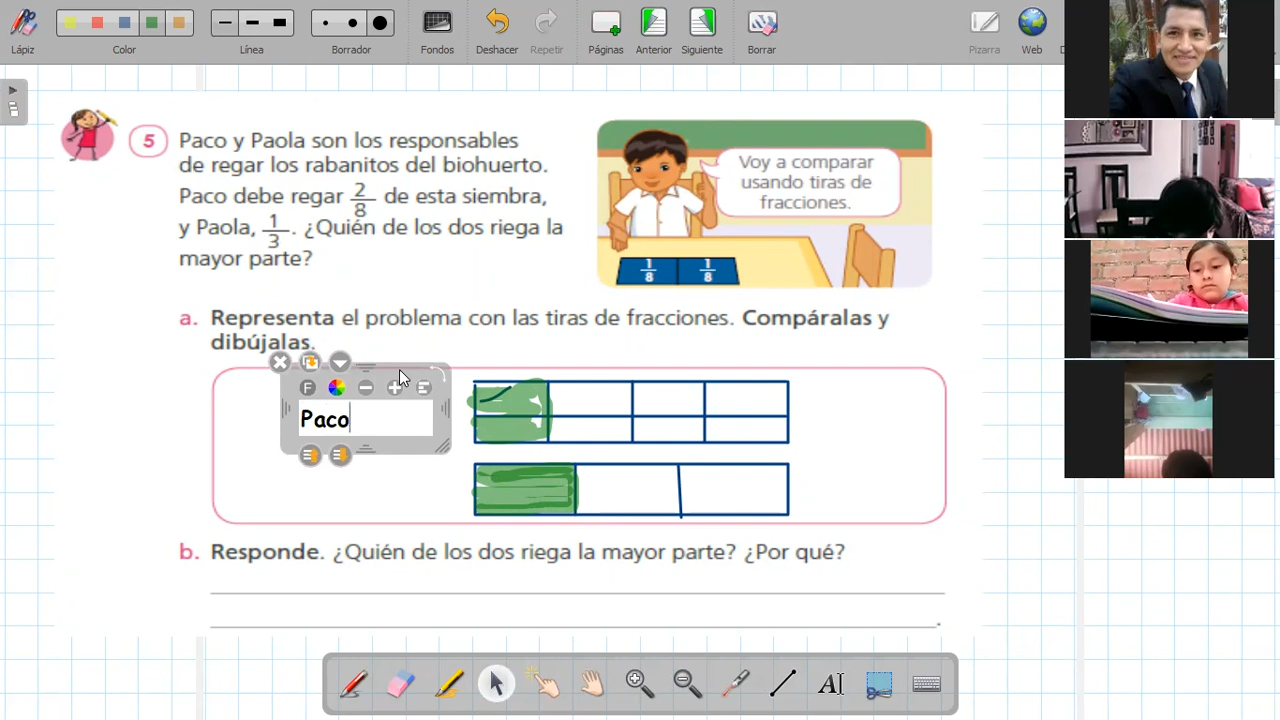 Lápiz
Color
Línea
Borrador
Fondos
Deshacer
Repetir
Páginas
Anterior
Siguiente
Borrar
Pizarra
Web
5
Paco y Paola son los responsables
de regar los rabanitos del biohuerto.
Paco debe regar 2/8 de esta siembra,
y Paola, 1/3. ¿Quién de los dos riega la
mayor parte?
Voy a comparar
usando tiras de
fracciones.
1/8 1/8
a. Representa el problema con las tiras de fracciones. Compáralas y
dibújalas.
F
Paco
b. Responde. ¿Quién de los dos riega la mayor parte? ¿Por qué?
AI